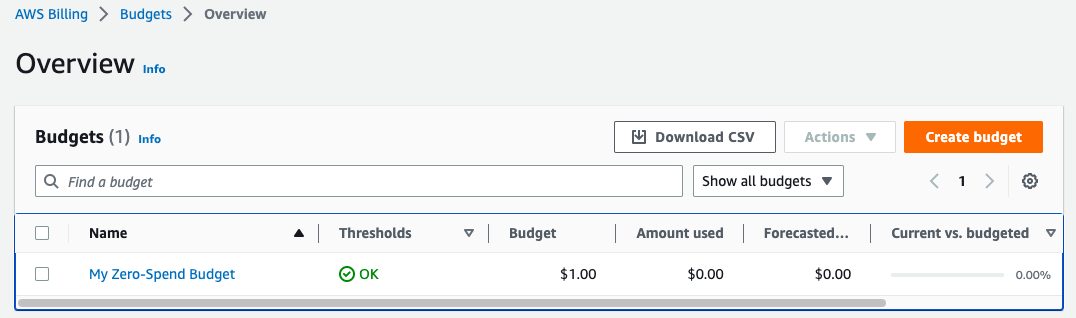 AWS Billing > Budgets > Overview
Overview Info
Budgets (1) Info
Download CSV
Actions
Create budget
Find a budget
Show all budgets
1
Name Thresholds Budget Amount used Forecasted... Current vs. budgeted
My Zero-Spend Budget OK $1.00 $0.00 $0.00 0.00%